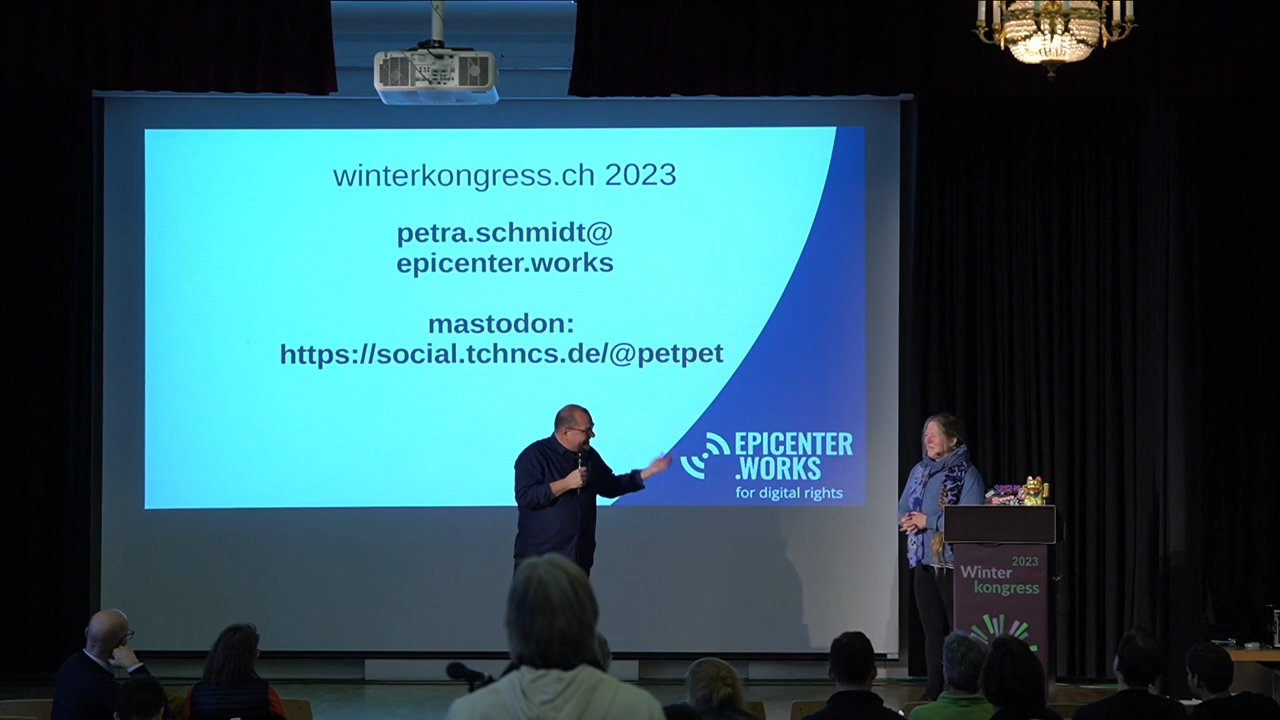 winterkongress.ch 2023
petra.schmidt@
epicenter.works
mastodon:
https://social.tchncs.de/@petpet
EPICENTER
.WORKS
for digital rights
2023
Winter
kongress